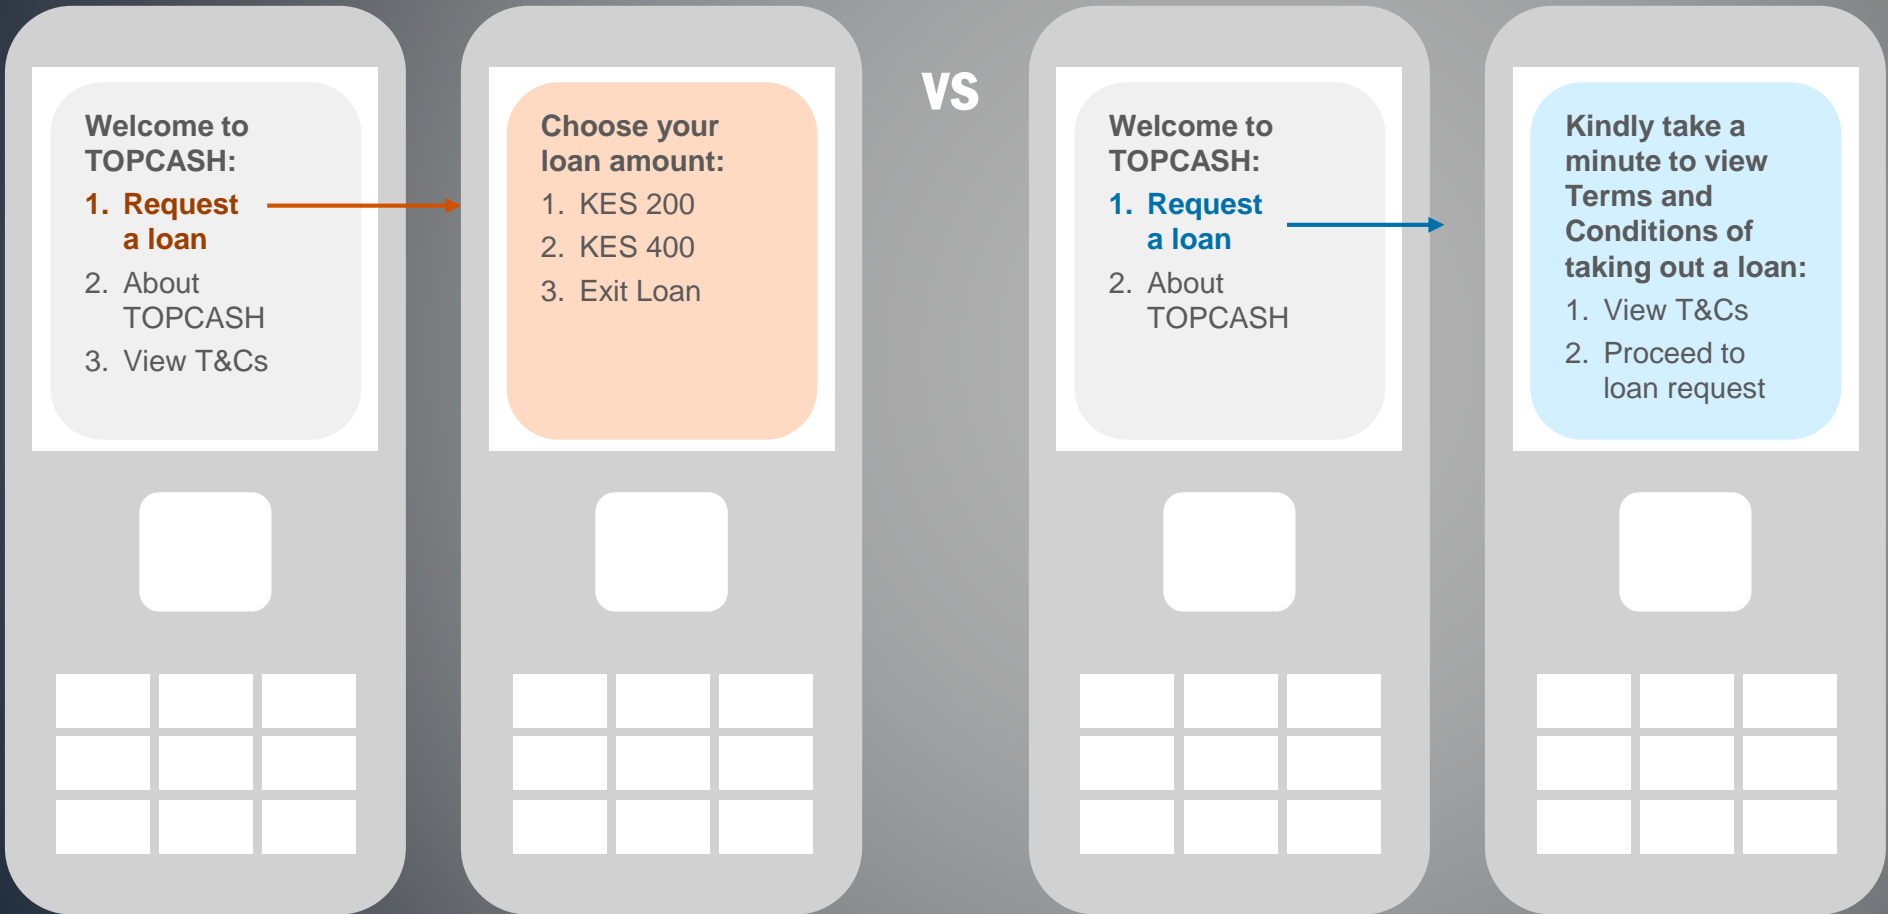 Welcome to
TOPCASH:
1. Request
a loan
2. About
TOPCASH
3. View T&Cs
Choose your
loan amount:
1. KES 200
2. KES 400
3. Exit Loan
VS
Welcome to
TOPCASH:
1. Request
a loan
2. About
TOPCASH
Kindly take a
minute to view
Terms and
Conditions of
taking out a loan:
1. View T&Cs
2. Proceed to
loan request